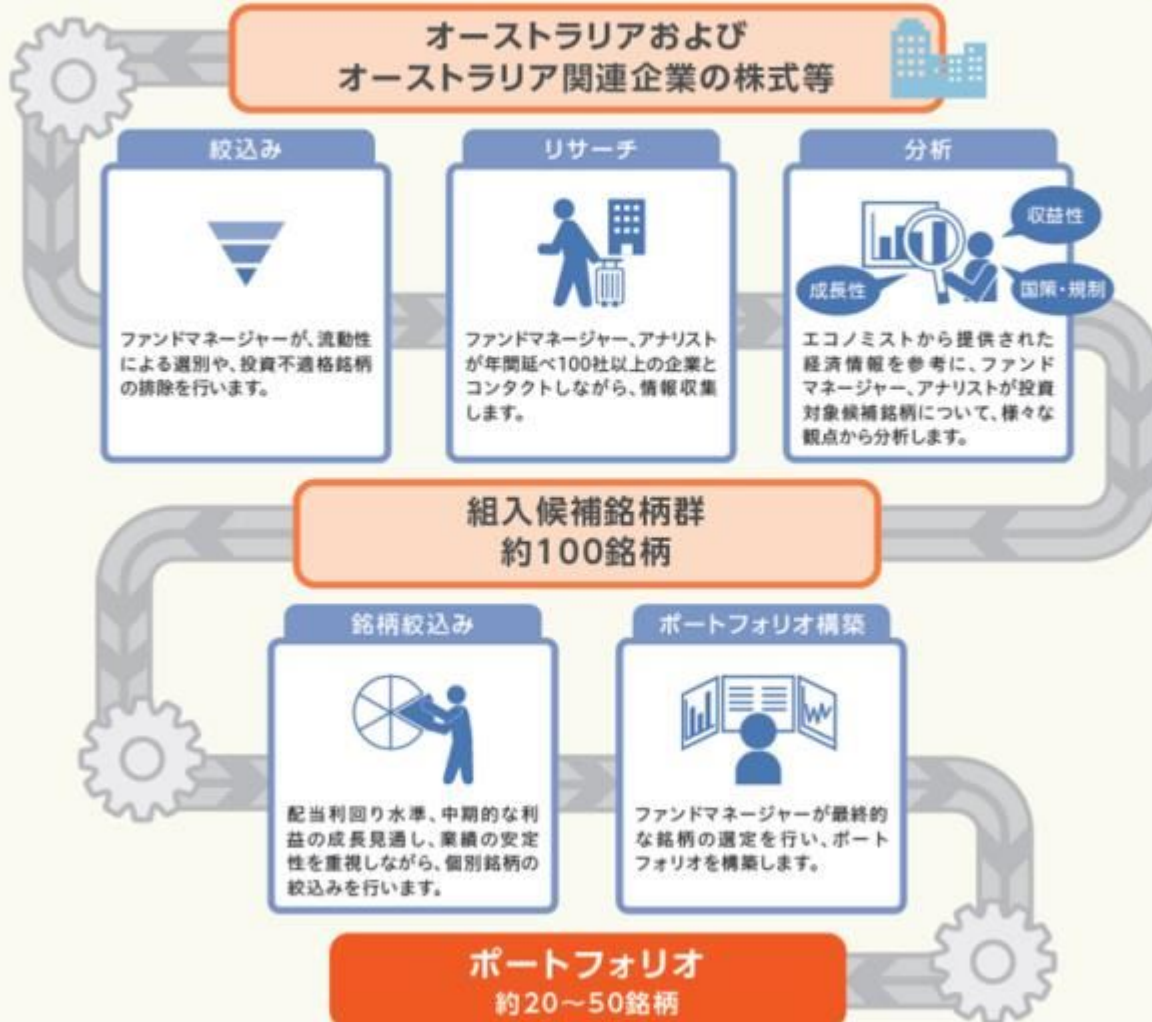 オーストラリアおよび
オーストラリア関連企業の株式等
絞込み
ファンドマネージャーが、流動性
による選別や、投資不適格銘柄
の排除を行います。
リサーチ
ファンドマネージャー、アナリスト
が年間延べ100社以上の企業と
コンタクトしながら、情報収集
します。
分析
収益性
成長性
国策・規制
エコノミストから提供された
経済情報を参考に、ファンド
マネージャー、アナリストが投資
対象候補銘柄について、様々な
観点から分析します。
組入候補銘柄群
約100銘柄
銘柄絞込み
配当利回り水準、中期的な利
益の成長見通し、業績の安定
性を重視しながら、個別銘柄の
絞込みを行います。
ポートフォリオ構築
ファンドマネージャーが最終的
な銘柄の選定を行い、ポート
フォリオを構築します。
ポートフォリオ
約20～50銘柄